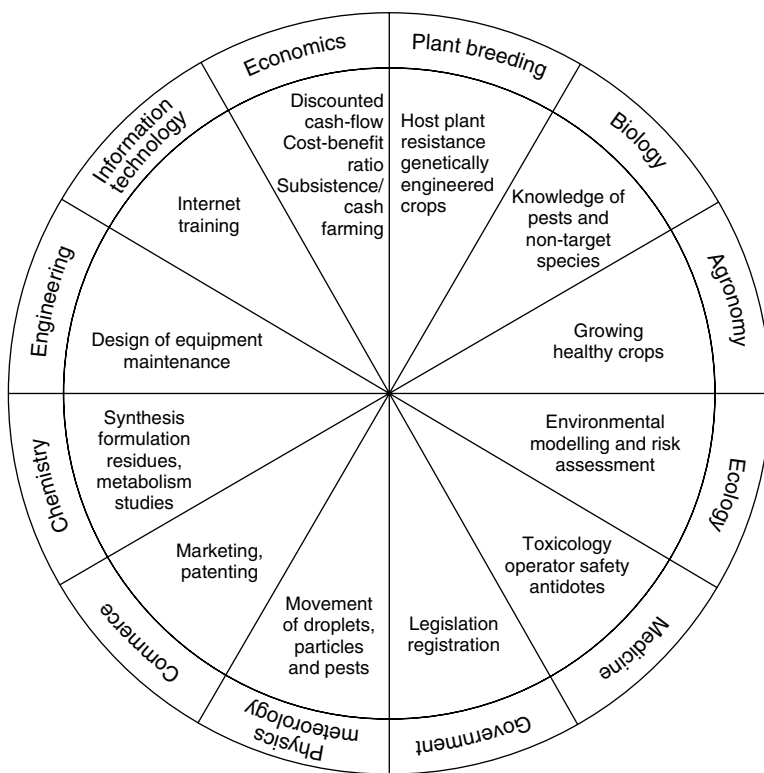 Economics
Discounted
cash-flow
Cost-benefit
ratio
Subsistence/
cash
farming
Plant breeding
Host plant
resistance
genetically
engineered
crops
Biology
Knowledge of
pests and
non-target
species
Agronomy
Growing
healthy crops
Ecology
Environmental
modelling and risk
assessment
Medicine
Toxicology
operator safety
antidotes
Government
Legislation
registration
Physics
meteorology
Movement
of droplets,
particles
and pests
Commerce
Marketing,
patenting
Chemistry
Synthesis
formulation
residues,
metabolism
studies
Engineering
Design of equipment
maintenance
Information
technology
Internet
training